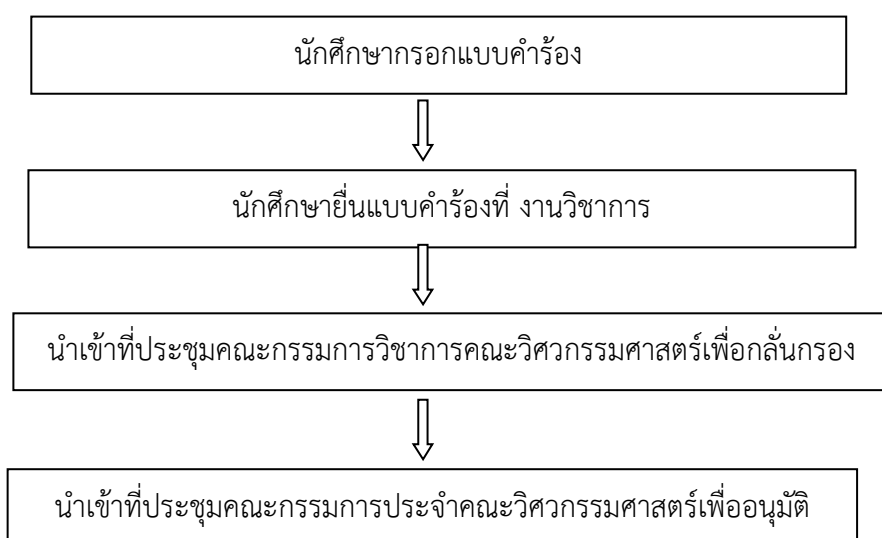 นักศึกษากรอกแบบคำร้อง
นักศึกษายื่นแบบคำร้องที่ งานวิชาการ
นำเข้าที่ประชุมคณะกรรมการวิชาการคณะวิศวกรรมศาสตร์เพื่อกลั่นกรอง
นำเข้าที่ประชุมคณะกรรมการประจำคณะวิศวกรรมศาสตร์เพื่ออนุมัติ